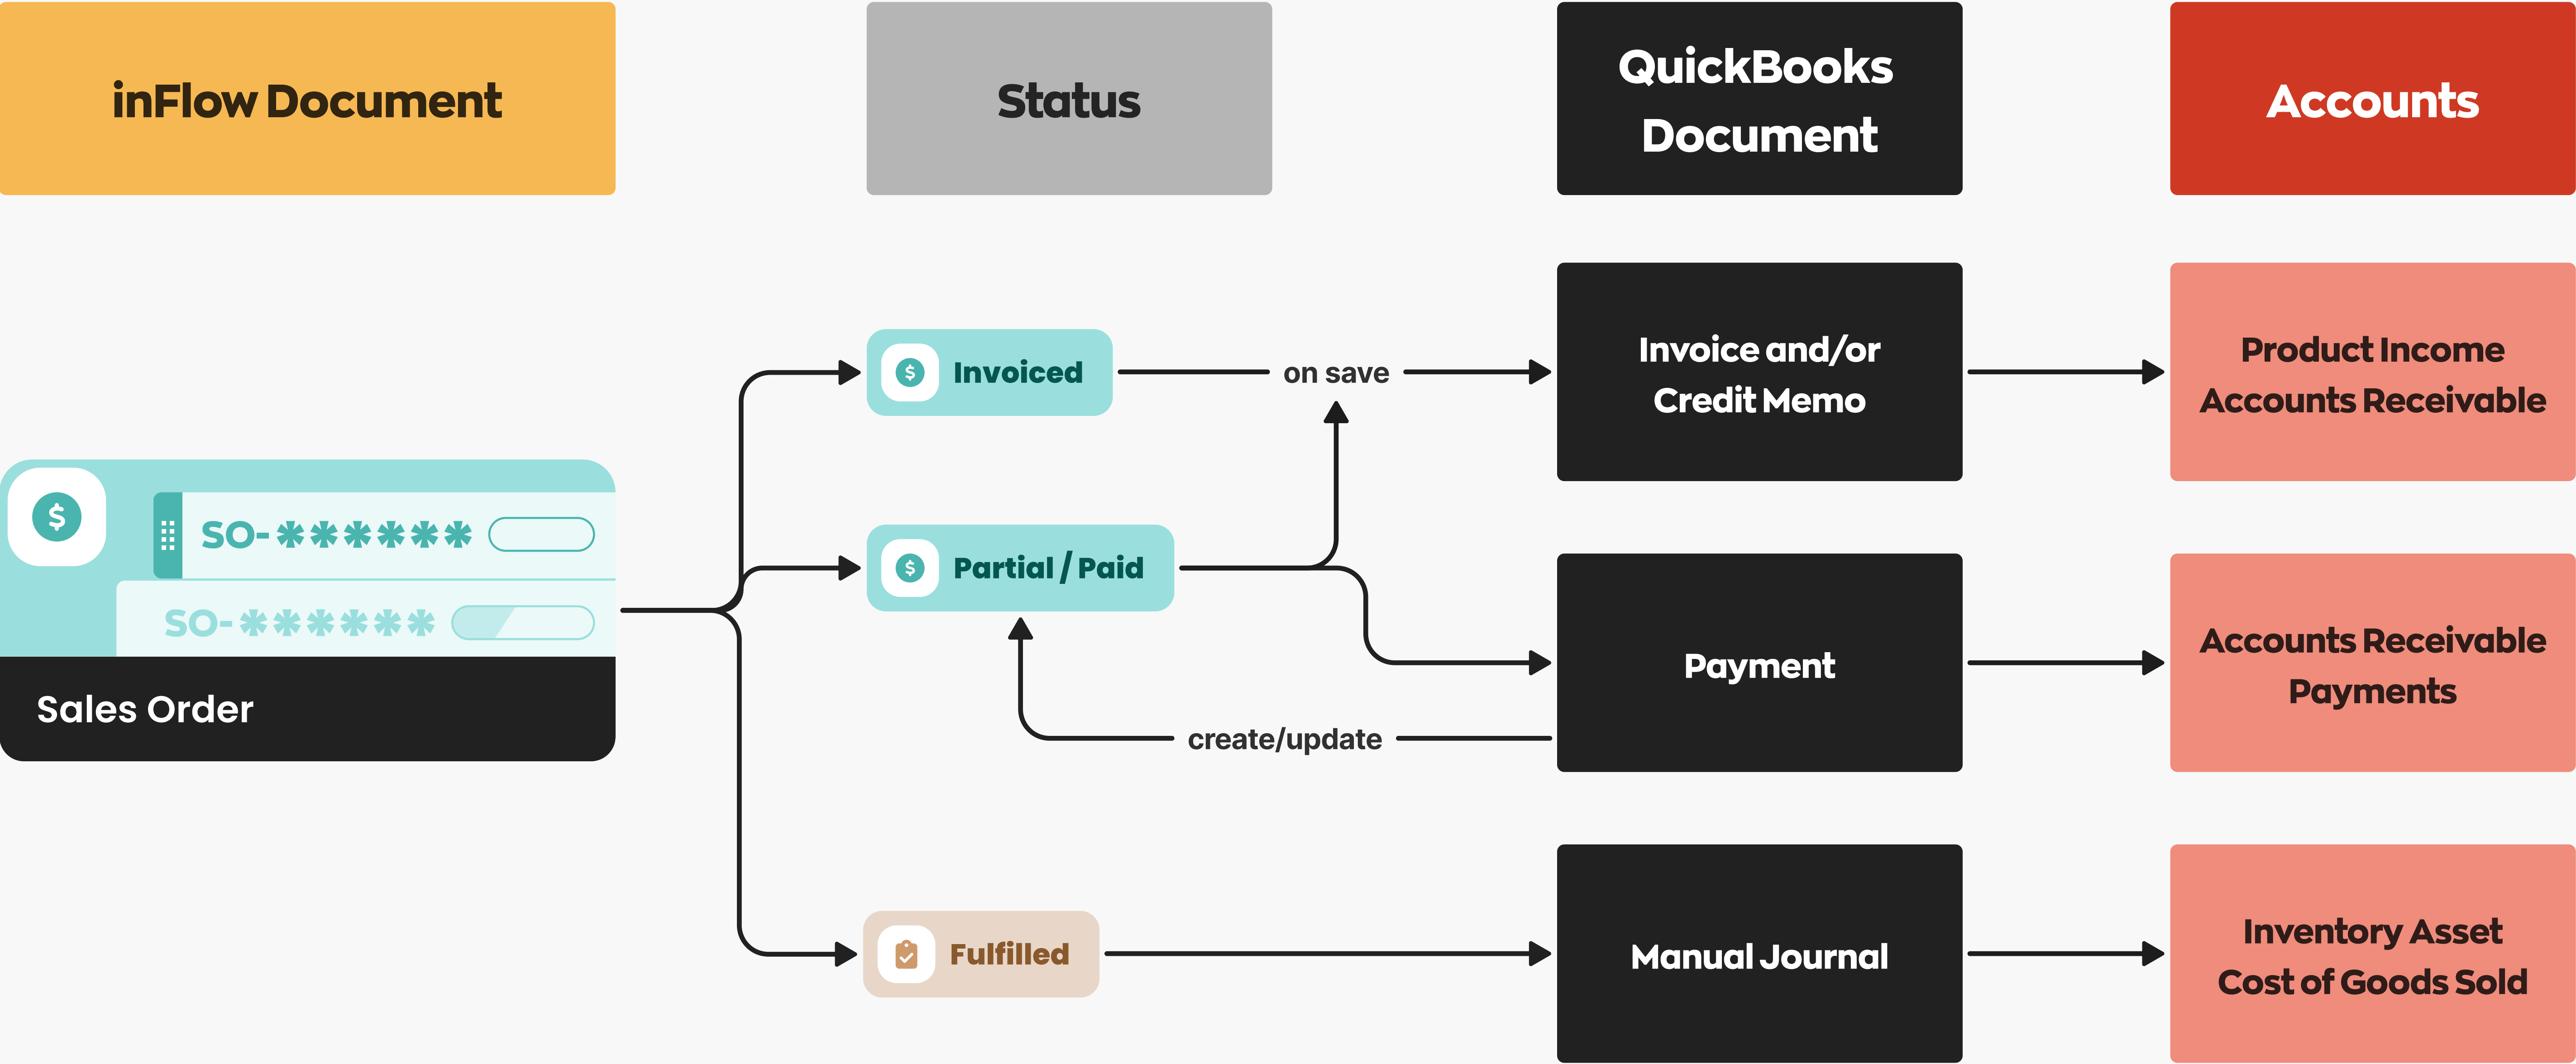 inFlow Document
Status
QuickBooks
Document
Accounts
Invoiced
on save
Invoice and/or
Credit Memo
Product Income
Accounts Receivable
$
SO-******
SO-******
Sales Order
Partial / Paid
create/update
Payment
Accounts Receivable
Payments
Fulfilled
Manual Journal
Inventory Asset
Cost of Goods Sold